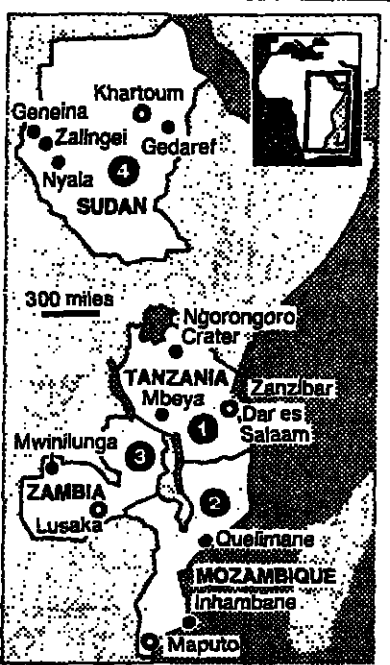 Khartoum
Geneina
Zalingei
Gedaref
Nyala
4
SUDAN
300 miles
Ngorongoro
Crater
TANZANIA
Zanzibar
Mbeya
Dar es
Salaam
1
Mwinilunga
3
ZAMBIA
2
Lusaka
Quelimane
MOZAMBIQUE
Inhambane
Maputo